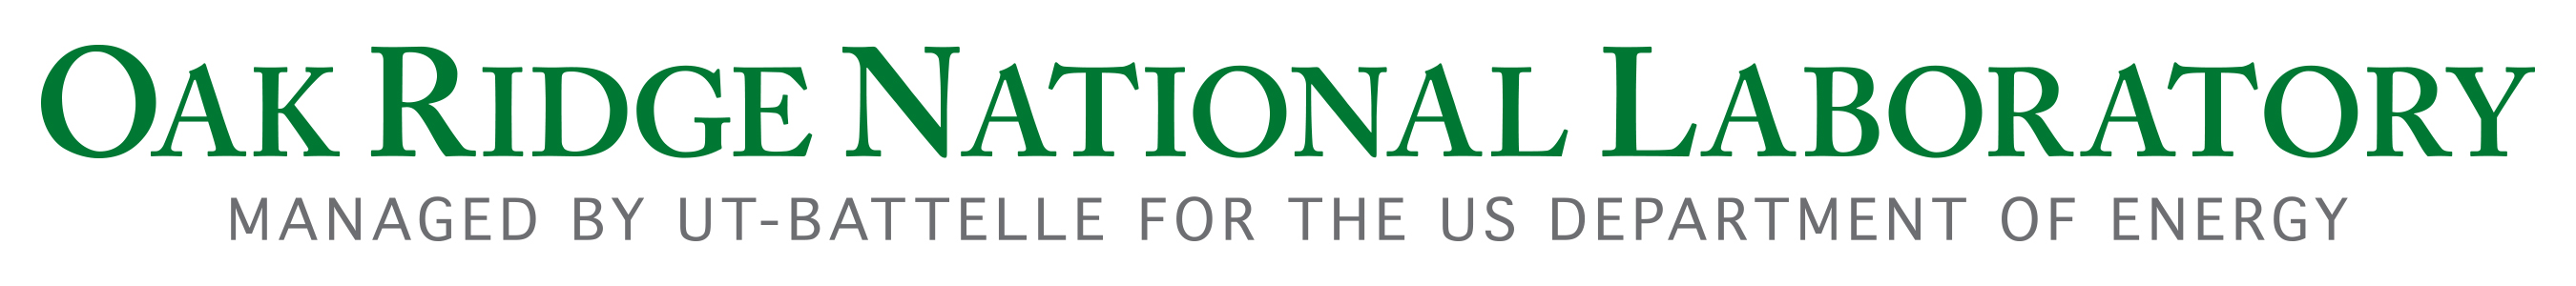 OAK RIDGE NATIONAL LABORATORY
MANAGED BY UT-BATTELLE FOR THE US DEPARTMENT OF ENERGY